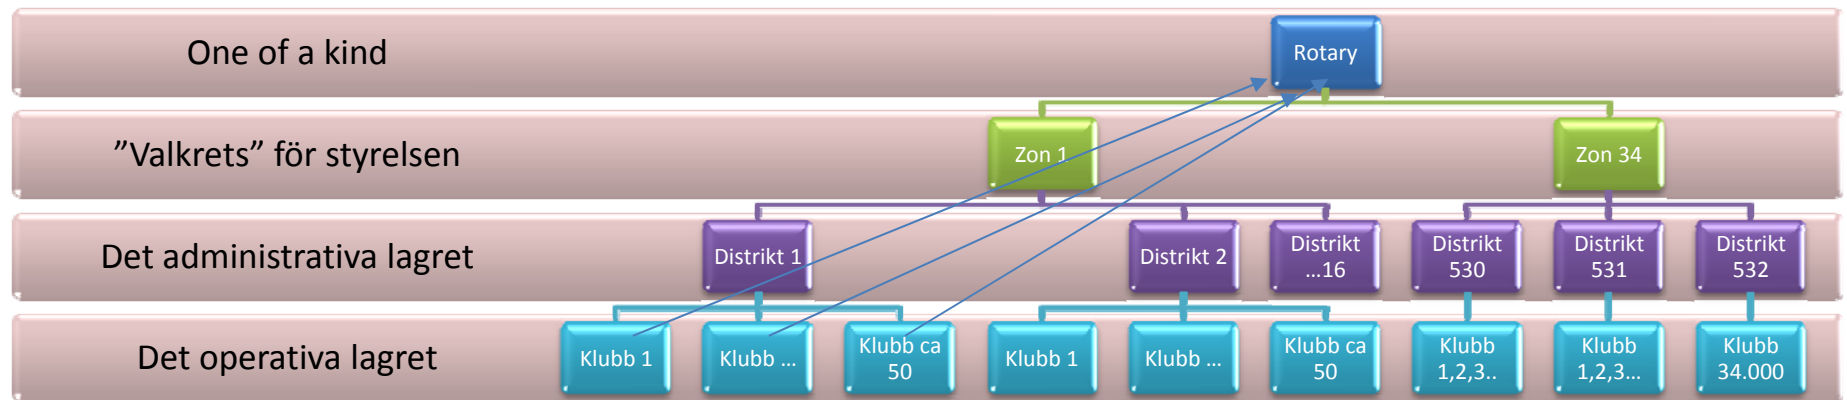 One of a kind
Rotary
”Valkrets” för styrelsen
Zon 1
Zon 34
Det administrativa lagret
Distrikt 1
Distrikt 2
Distrikt
...16
Distrikt
530
Distrikt
531
Distrikt
532
Det operativa lagret
Klubb 1
Klubb ...
Klubb ca
50
Klubb 1
Klubb ...
Klubb ca
50
Klubb
1,2,3..
Klubb
1,2,3...
Klubb
34.000